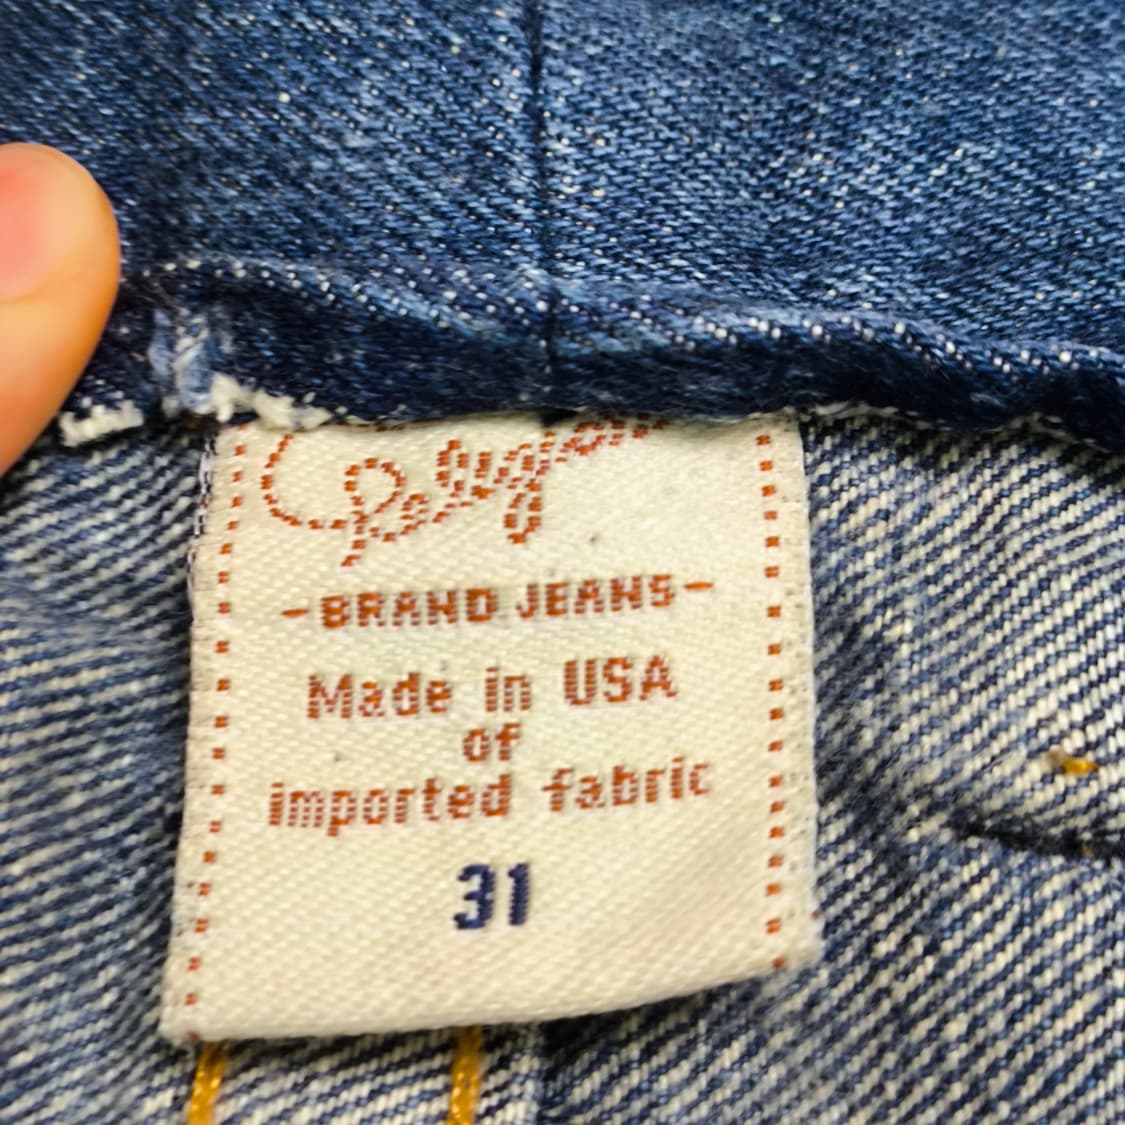 -BRAND JEANS-
Made in USA
of
imported fabric
31